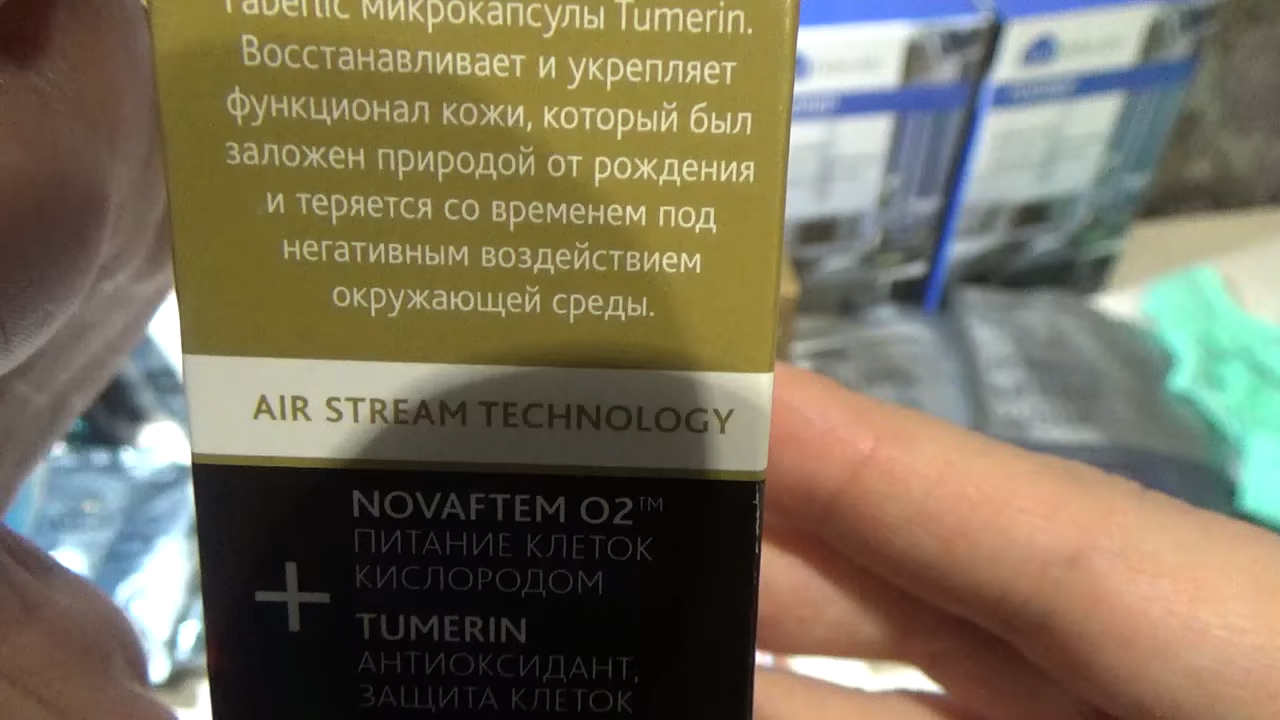 Faberlic микрокапсулы Tumerin.
Восстанавливает и укрепляет
функционал кожи, который был
заложен природой от рождения
и теряется со временем под
негативным воздействием
окружающей среды.
AIR STREAM TECHNOLOGY
NOVAFTEM O2™
ПИТАНИЕ КЛЕТОК
КИСЛОРОДОМ
+
TUMERIN
АНТИОКСИДАНТ,
ЗАЩИТА КЛЕТОК